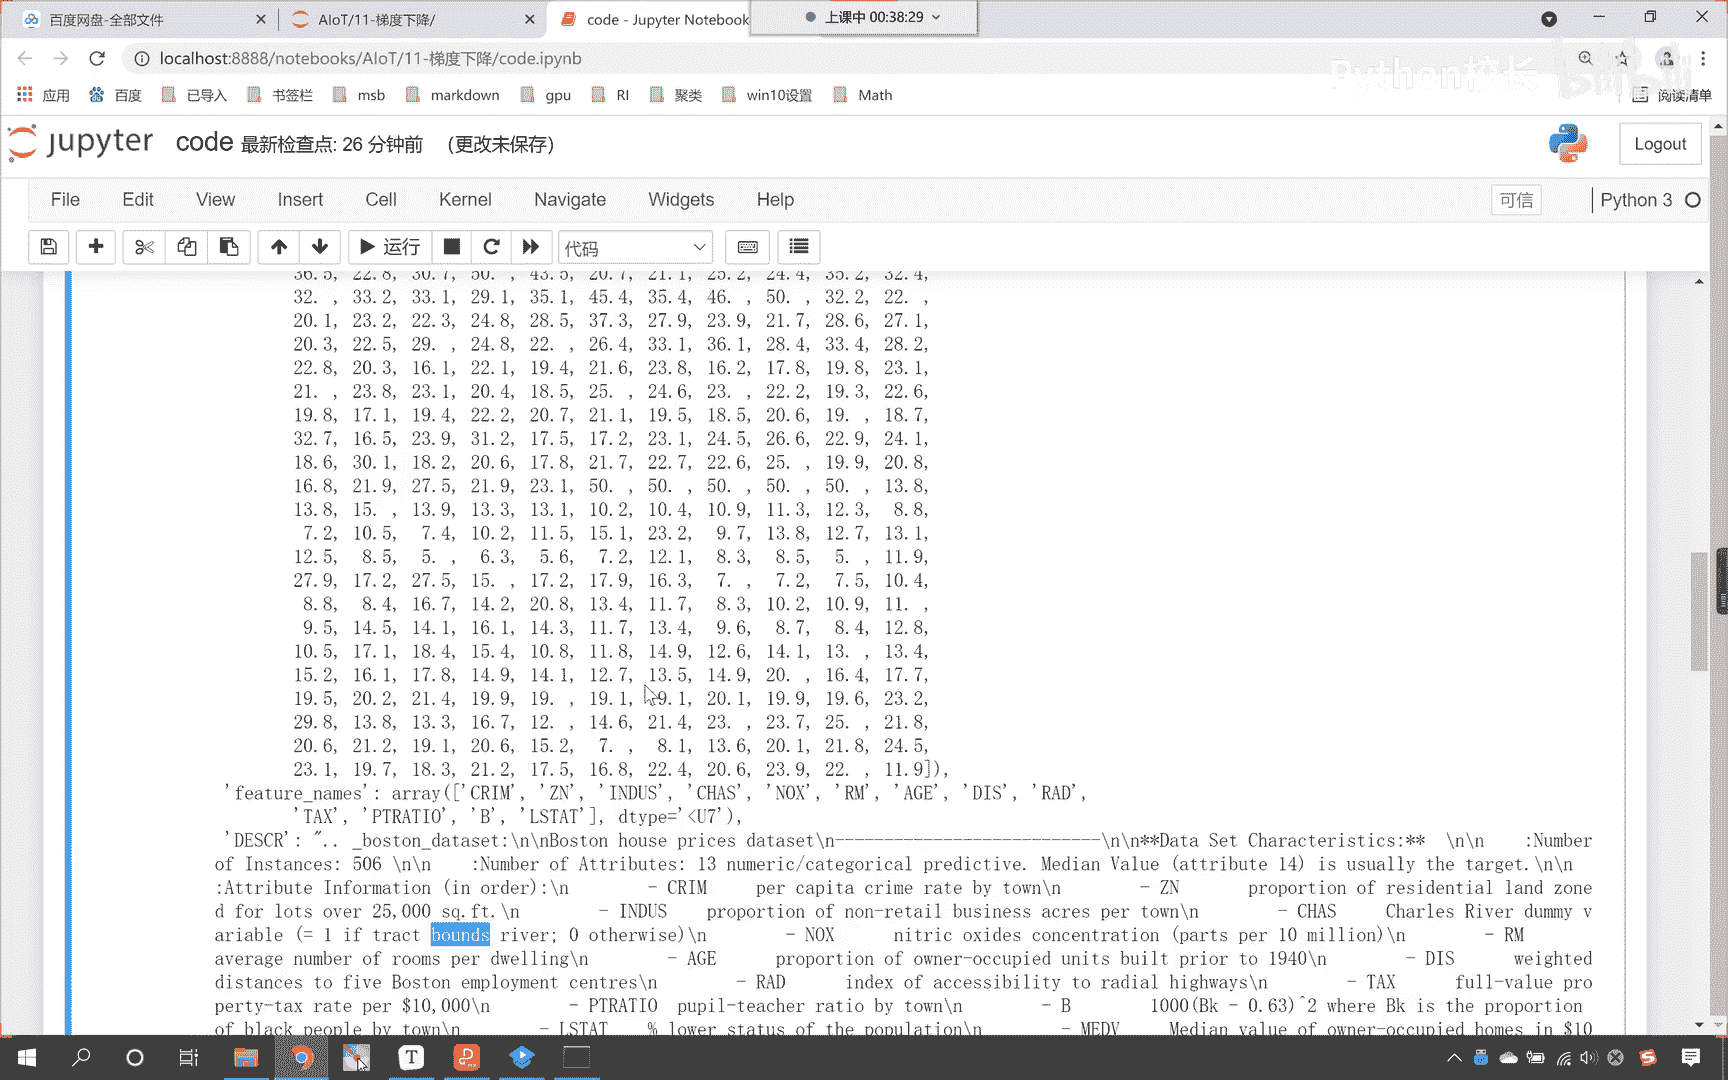 百度网盘-全部文件
AIoT/11-梯度下降/
code - Jupyter Notebook
上课中 00:38:29
localhost:8888/notebooks/AIoT/11-梯度下降/code.ipynb
Python校长
应用 百度 已导入 书签栏 msb markdown gpu RI 聚类 win10设置 Math 阅读清单
jupyter code 最新检查点: 26 分钟前 (更改未保存) Logout
File Edit View Insert Cell Kernel Navigate Widgets Help 可信 Python 3
运行 代码
36.5, 22.8, 30.7, 50. , 43.5, 20.7, 21.1, 25.2, 24.4, 35.2, 32.4,
32. , 33.2, 33.1, 29.1, 35.1, 45.4, 35.4, 46. , 50. , 32.2, 22. ,
20.1, 23.2, 22.3, 24.8, 28.5, 37.3, 27.9, 23.9, 21.7, 28.6, 27.1,
20.3, 22.5, 29. , 24.8, 22. , 26.4, 33.1, 36.1, 28.4, 33.4, 28.2,
22.8, 20.3, 16.1, 22.1, 19.4, 21.6, 23.8, 16.2, 17.8, 19.8, 23.1,
21. , 23.8, 23.1, 20.4, 18.5, 25. , 24.6, 23. , 22.2, 19.3, 22.6,
19.8, 17.1, 19.4, 22.2, 20.7, 21.1, 19.5, 18.5, 20.6, 19. , 18.7,
32.7, 16.5, 23.9, 31.2, 17.5, 17.2, 23.1, 24.5, 26.6, 22.9, 24.1,
18.6, 30.1, 18.2, 20.6, 17.8, 21.7, 22.7, 22.6, 25. , 19.9, 20.8,
16.8, 21.9, 27.5, 21.9, 23.1, 50. , 50. , 50. , 50. , 50. , 13.8,
13.8, 15. , 13.9, 13.3, 13.1, 10.2, 10.4, 10.9, 11.3, 12.3, 8.8,
7.2, 10.5, 7.4, 10.2, 11.5, 15.1, 23.2, 9.7, 13.8, 12.7, 13.1,
12.5, 8.5, 5. , 6.3, 5.6, 7.2, 12.1, 8.3, 8.5, 5. , 11.9,
27.9, 17.2, 27.5, 15. , 17.2, 17.9, 16.3, 7. , 7.2, 7.5, 10.4,
8.8, 8.4, 16.7, 14.2, 20.8, 13.4, 11.7, 8.3, 10.2, 10.9, 11. ,
9.5, 14.5, 14.1, 16.1, 14.3, 11.7, 13.4, 9.6, 8.7, 8.4, 12.8,
10.5, 17.1, 18.4, 15.4, 10.8, 11.8, 14.9, 12.6, 14.1, 13. , 13.4,
15.2, 16.1, 17.8, 14.9, 14.1, 12.7, 13.5, 14.9, 20. , 16.4, 17.7,
19.5, 20.2, 21.4, 19.9, 19. , 19.1, 19.1, 20.1, 19.9, 19.6, 23.2,
29.8, 13.8, 13.3, 16.7, 12. , 14.6, 21.4, 23. , 23.7, 25. , 21.8,
20.6, 21.2, 19.1, 20.6, 15.2, 7. , 8.1, 13.6, 20.1, 21.8, 24.5,
23.1, 19.7, 18.3, 21.2, 17.5, 16.8, 22.4, 20.6, 23.9, 22. , 11.9]),
'feature_names': array(['CRIM', 'ZN', 'INDUS', 'CHAS', 'NOX', 'RM', 'AGE', 'DIS', 'RAD',
'TAX', 'PTRATIO', 'B', 'LSTAT'], dtype='<U7'),
'DESCR': ".. _boston_dataset:\n\nBoston house prices dataset\n---------------------------\n\n**Data Set Characteristics:** \n\n :Number
of Instances: 506 \n\n :Number of Attributes: 13 numeric/categorical predictive. Median Value (attribute 14) is usually the target.\n\n
:Attribute Information (in order):\n - CRIM per capita crime rate by town\n - ZN proportion of residential land zone
d for lots over 25,000 sq.ft.\n - INDUS proportion of non-retail business acres per town\n - CHAS Charles River dummy v
ariable (= 1 if tract bounds river; 0 otherwise)\n - NOX nitric oxides concentration (parts per 10 million)\n - RM
average number of rooms per dwelling\n - AGE proportion of owner-occupied units built prior to 1940\n - DIS weighted
distances to five Boston employment centres\n - RAD index of accessibility to radial highways\n - TAX full-value pro
perty-tax rate per $10,000\n - PTRATIO pupil-teacher ratio by town\n - B 1000(Bk - 0.63)^2 where Bk is the proportion
of black people by town\n - LSTAT % lower status of the population\n - MEDV Median value of owner-occupied homes in $10